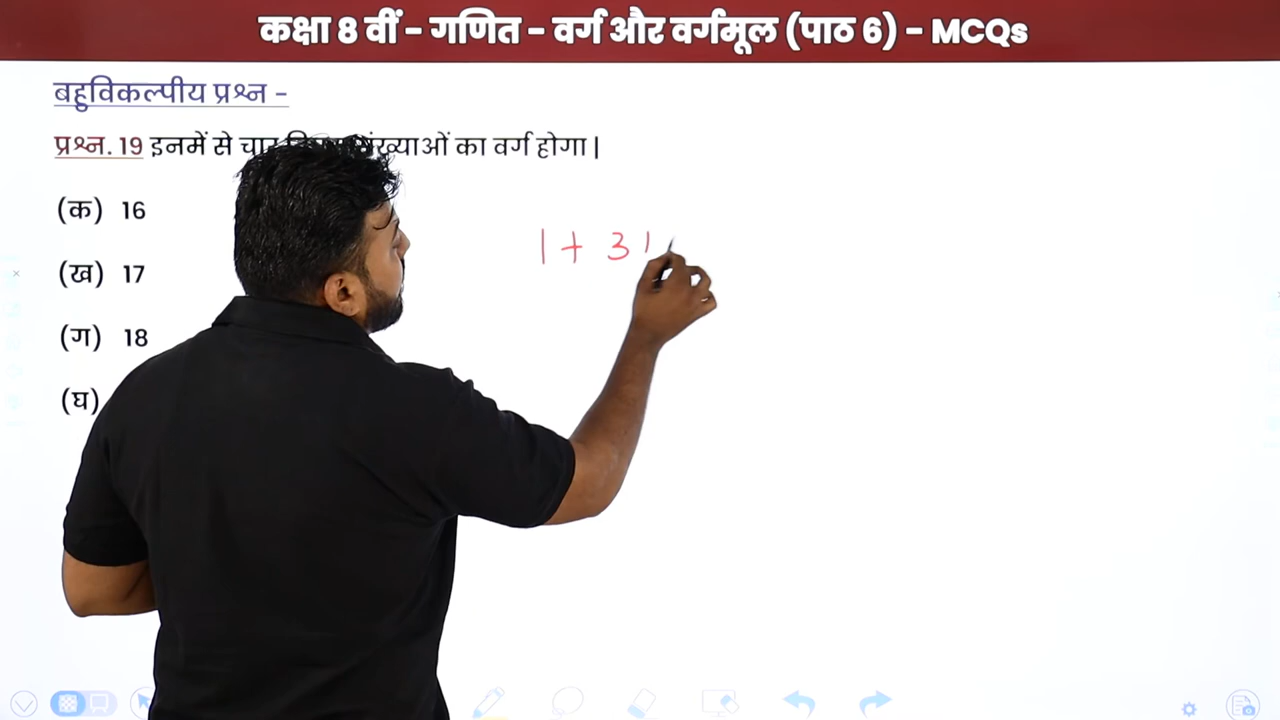 कक्षा 8 वीं - गणित - वर्ग और वर्गमूल (पाठ 6) - MCQs
बहुविकल्पीय प्रश्न -
प्रश्न. 19 इनमें से चार संख्याओं का वर्ग होगा |
(क) 16
1 + 3
(ख) 17
(ग) 18
(घ)